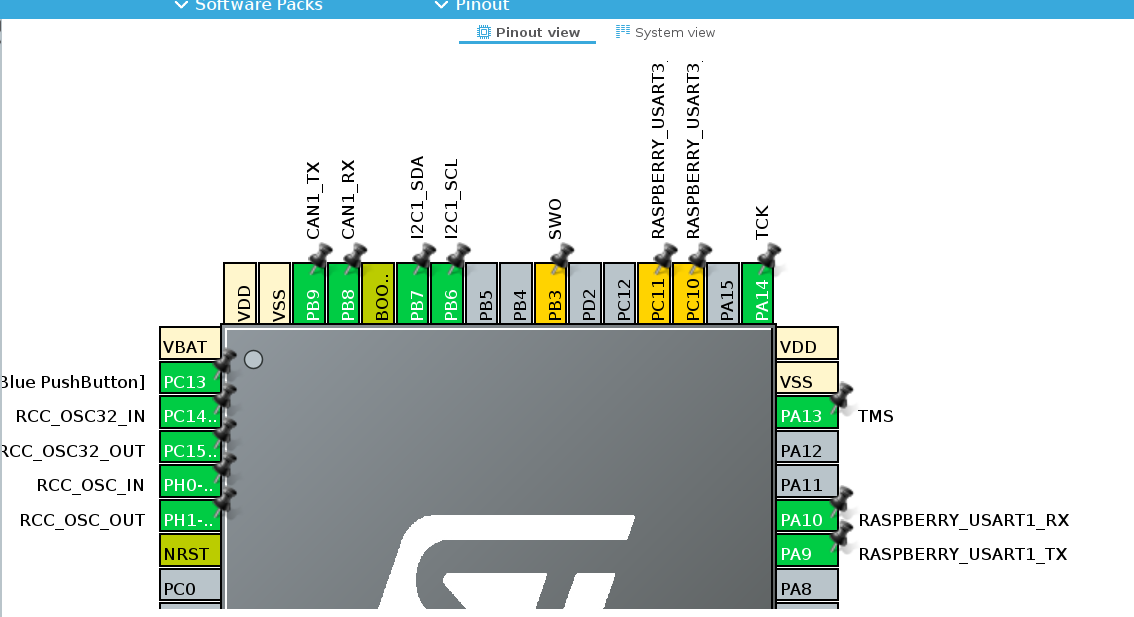 Software Packs
Pinout
Pinout view
System view
CAN1_TX
CAN1_RX
I2C1_SDA
I2C1_SCL
SWO
RASPBERRY_USART3_
RASPBERRY_USART3_
TCK
VDD
VSS
PB9
PB8
BOO..
PB7
PB6
PB5
PB4
PB3
PD2
PC12
PC11
PC10
PA15
PA14
VBAT
Blue PushButton] PC13
RCC_OSC32_IN PC14..
RCC_OSC32_OUT PC15..
RCC_OSC_IN PH0-..
RCC_OSC_OUT PH1-..
NRST
PC0
VDD
VSS
PA13 TMS
PA12
PA11
PA10 RASPBERRY_USART1_RX
PA9 RASPBERRY_USART1_TX
PA8